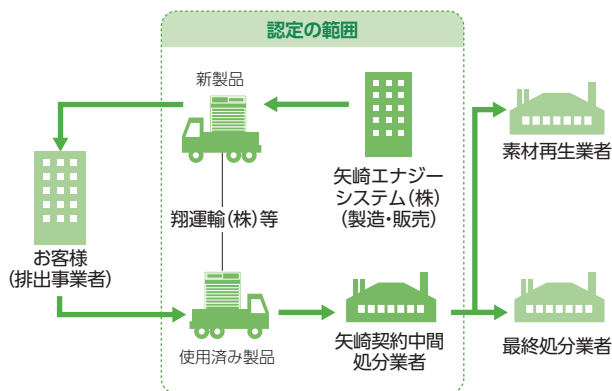 認定の範囲
新製品
矢崎エナジー
システム(株)
(製造・販売)
素材再生業者
翔運輸(株)等
お客様
(排出事業者)
使用済み製品
矢崎契約中間
処分業者
最終処分業者